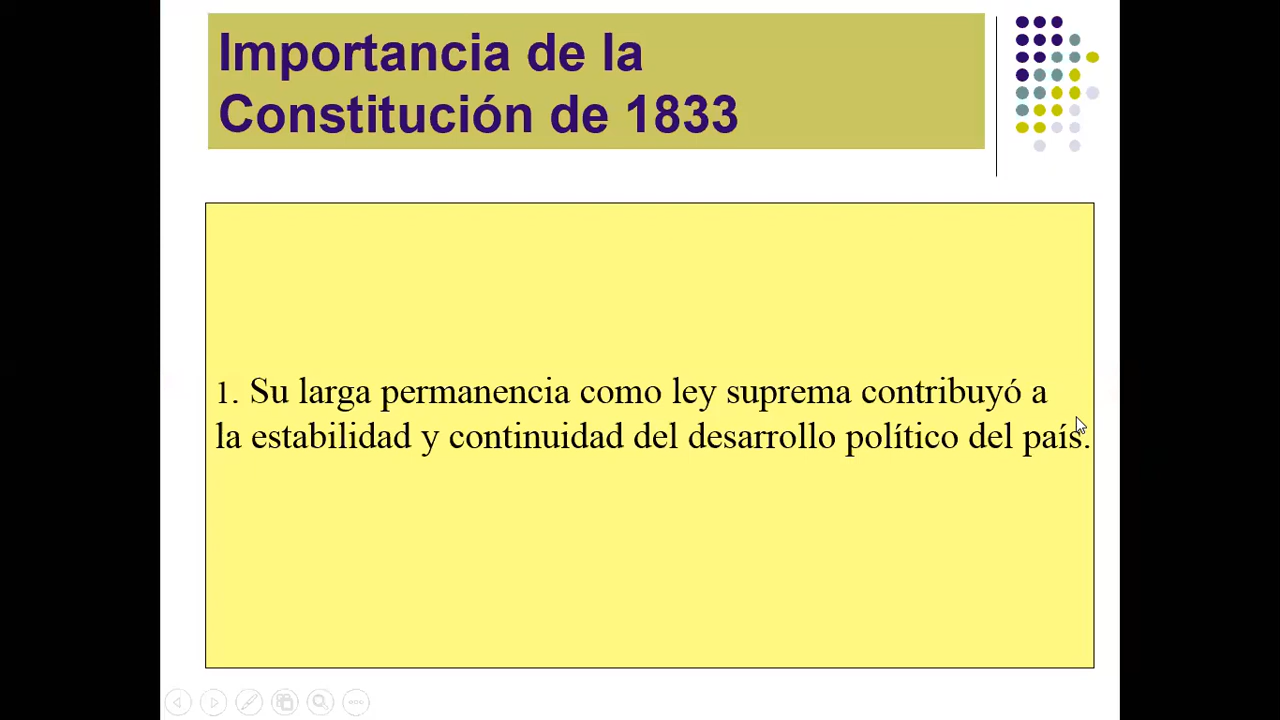 Importancia de la
Constitución de 1833
1. Su larga permanencia como ley suprema contribuyó a
la estabilidad y continuidad del desarrollo político del país.